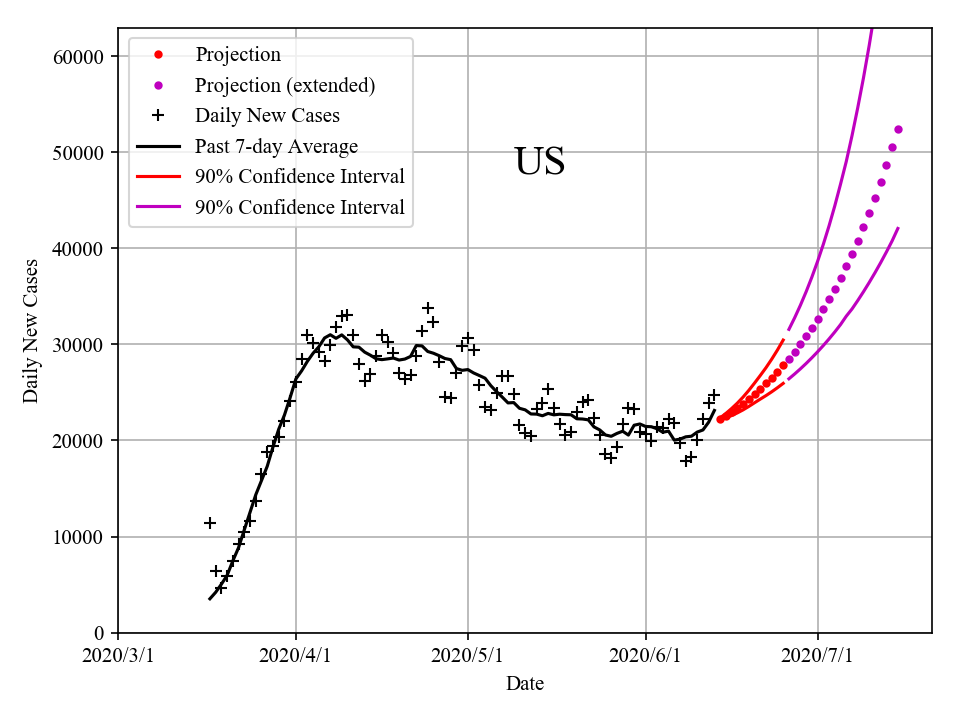 60000
50000
40000
30000
20000
10000
0
Daily New Cases
Projection
Projection (extended)
Daily New Cases
Past 7-day Average
90% Confidence Interval
90% Confidence Interval
US
2020/3/1
2020/4/1
2020/5/1
2020/6/1
2020/7/1
Date